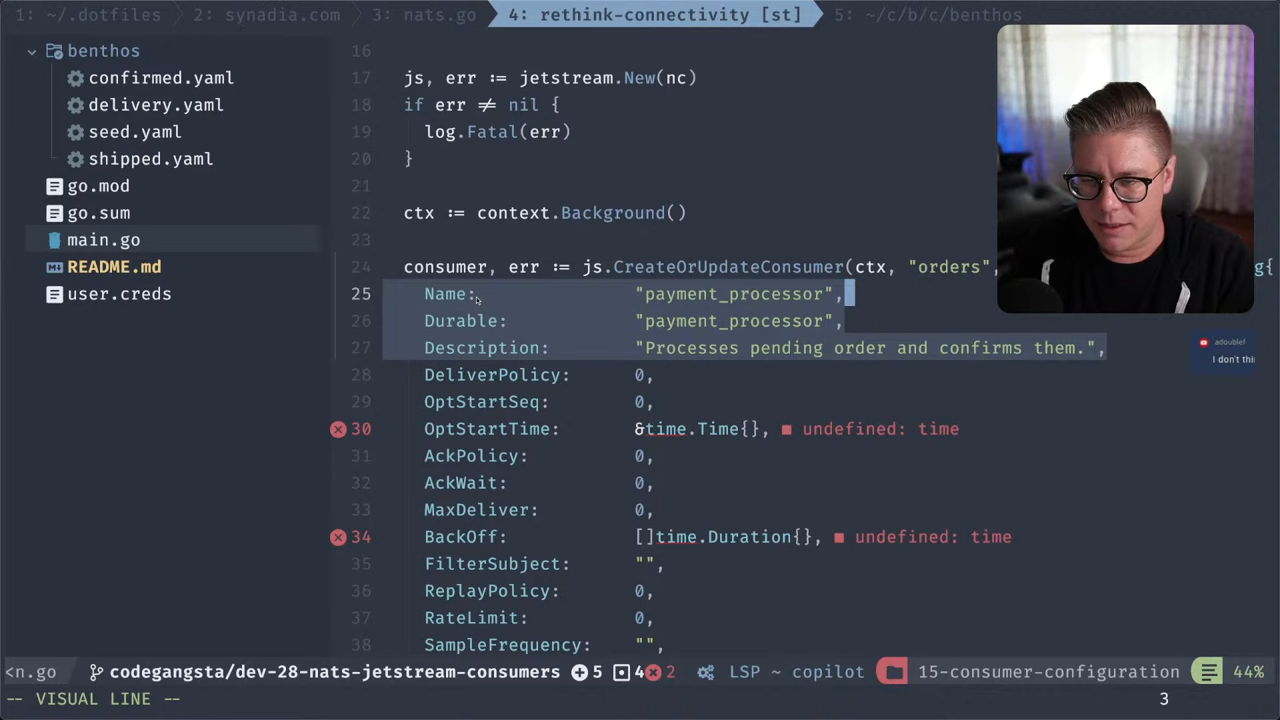 1: ~/.dotfiles
2: synadia.com
3: nats.go
4: rethink-connectivity [st]
5: ~/c/b/c/benthos
benthos
confirmed.yaml
delivery.yaml
seed.yaml
shipped.yaml
go.mod
go.sum
main.go
README.md
user.creds
16
17 js, err := jetstream.New(nc)
18 if err ≠ nil {
19 log.Fatal(err)
20 }
21
22 ctx := context.Background()
23
24 consumer, err := js.CreateOrUpdateConsumer(ctx, "orders", g{
25 Name: "payment_processor",
26 Durable: "payment_processor",
27 Description: "Processes pending order and confirms them.",
28 DeliverPolicy: 0,
29 OptStartSeq: 0,
30 OptStartTime: &time.Time{}, ■ undefined: time
31 AckPolicy: 0,
32 AckWait: 0,
33 MaxDeliver: 0,
34 BackOff: []time.Duration{}, ■ undefined: time
35 FilterSubject: "",
36 ReplayPolicy: 0,
37 RateLimit: 0,
38 SampleFrequency: "",
adoublef
I don't thi
<n.go codegangsta/dev-28-nats-jetstream-consumers 5 4 2 LSP ~ copilot 15-consumer-configuration 44%
-- VISUAL LINE -- 3